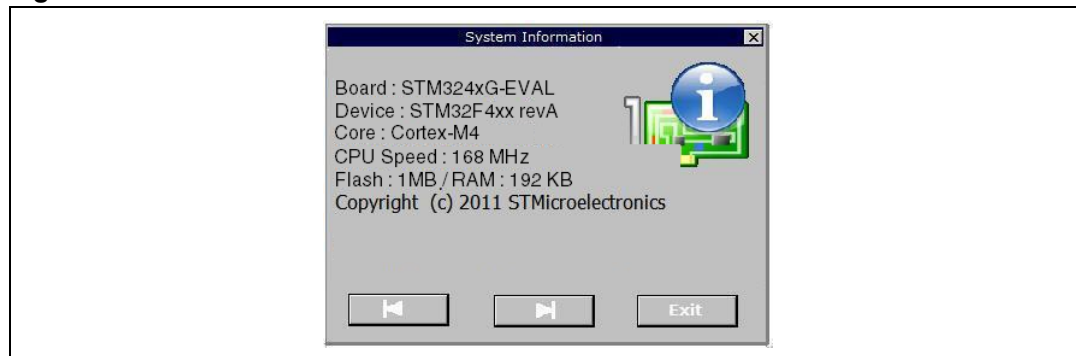 System Information
Board : STM324xG-EVAL
Device : STM32F4xx revA
Core : Cortex-M4
CPU Speed : 168 MHz
Flash : 1MB / RAM : 192 KB
Copyright (c) 2011 STMicroelectronics
Exit